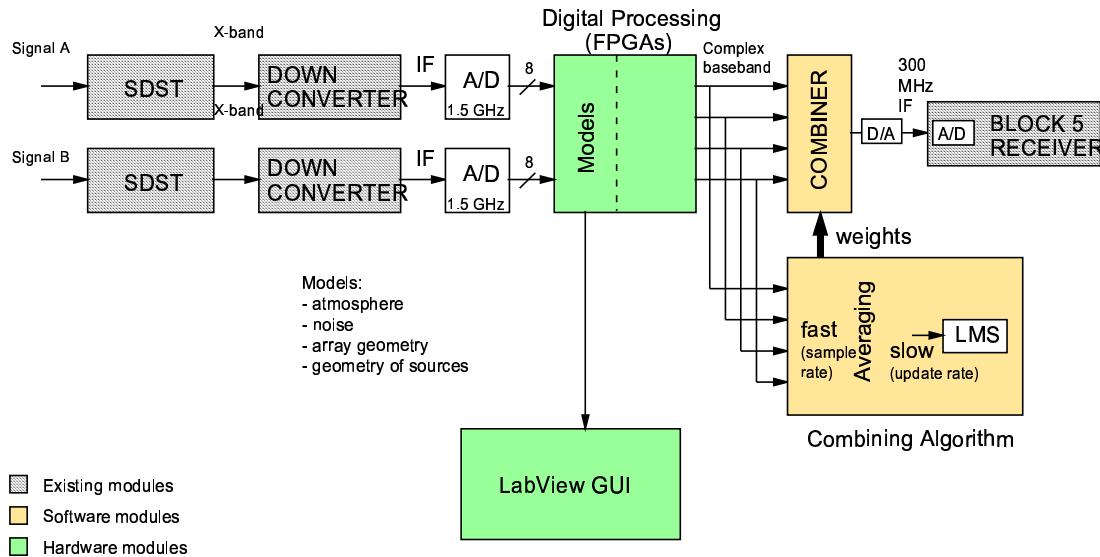 Digital Processing
(FPGAs)
Signal A
X-band
SDST
X-band
DOWN
CONVERTER
IF
A/D
1.5 GHz
8
Models
Complex
baseband
COMBINER
D/A
300
MHz
IF
A/D
BLOCK 5
RECEIVER
Signal B
SDST
DOWN
CONVERTER
IF
A/D
1.5 GHz
8
weights
Models:
- atmosphere
- noise
- array geometry
- geometry of sources
fast
(sample
rate)
Averaging
slow
(update rate)
LMS
Combining Algorithm
LabView GUI
Existing modules
Software modules
Hardware modules